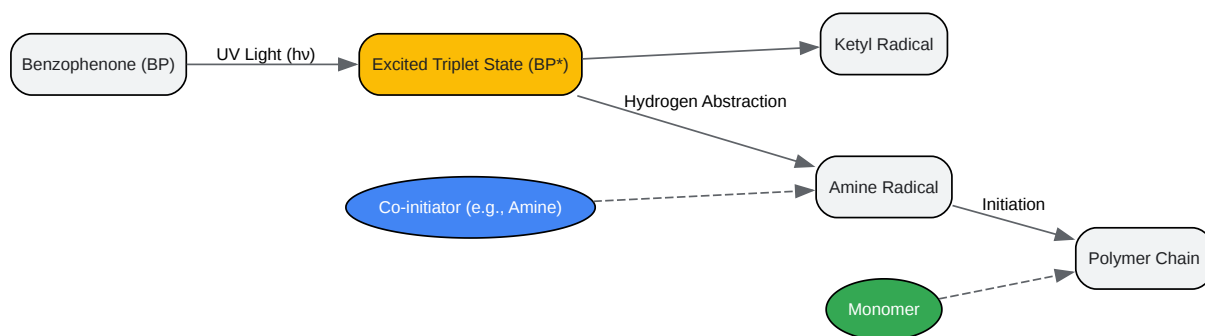 Ketyl Radical
Benzophenone (BP)
UV Light (hν)
Excited Triplet State (BP*)
Hydrogen Abstraction
Amine Radical
Co-initiator (e.g., Amine)
Initiation
Polymer Chain
Monomer